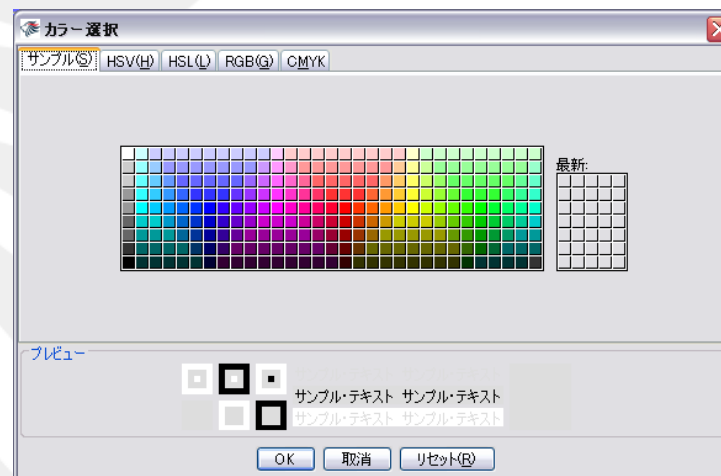 カラー選択
サンプル(S) HSV(H) HSL(L) RGB(G) CMYK
最新:
プレビュー
サンプル・テキスト サンプル・テキスト
サンプル・テキスト サンプル・テキスト
サンプル・テキスト サンプル・テキスト
OK 取消 リセット(R)